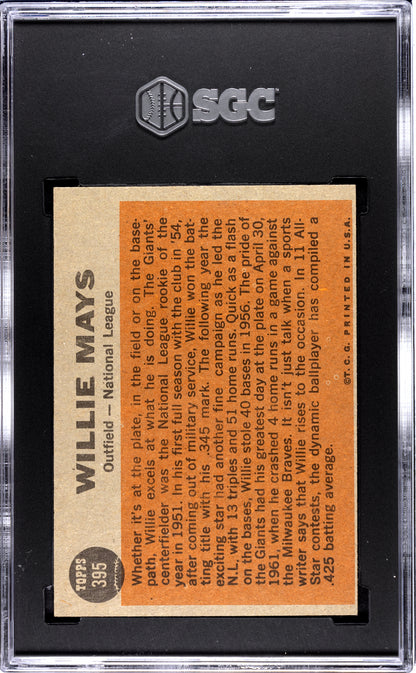 SGC
TOPPS
395
WILLIE MAYS
Outfield — National League
Whether it's at the plate, in the field or on the base-
path, Willie excels at what he is doing. The Giants'
centerfielder was the National League rookie of the
year in 1951. In his first full season with the club in '54,
after coming out of military service, Willie won the bat-
ting title with his .345 mark. The following year the
exciting star had another fine campaign as he led the
N.L. with 13 triples and 51 home runs. Quick as a flash
on the bases, Willie stole 40 bases in 1956. The pride of
the Giants had his greatest day at the plate on April 30,
1961, when he crashed 4 home runs in a game against
the Milwaukee Braves. It isn't just talk when a sports
writer says that Willie rises to the occasion. In 11 All-
Star contests, the dynamic ballplayer has compiled a
.425 batting average.
©T.C.G. PRINTED IN U.S.A.